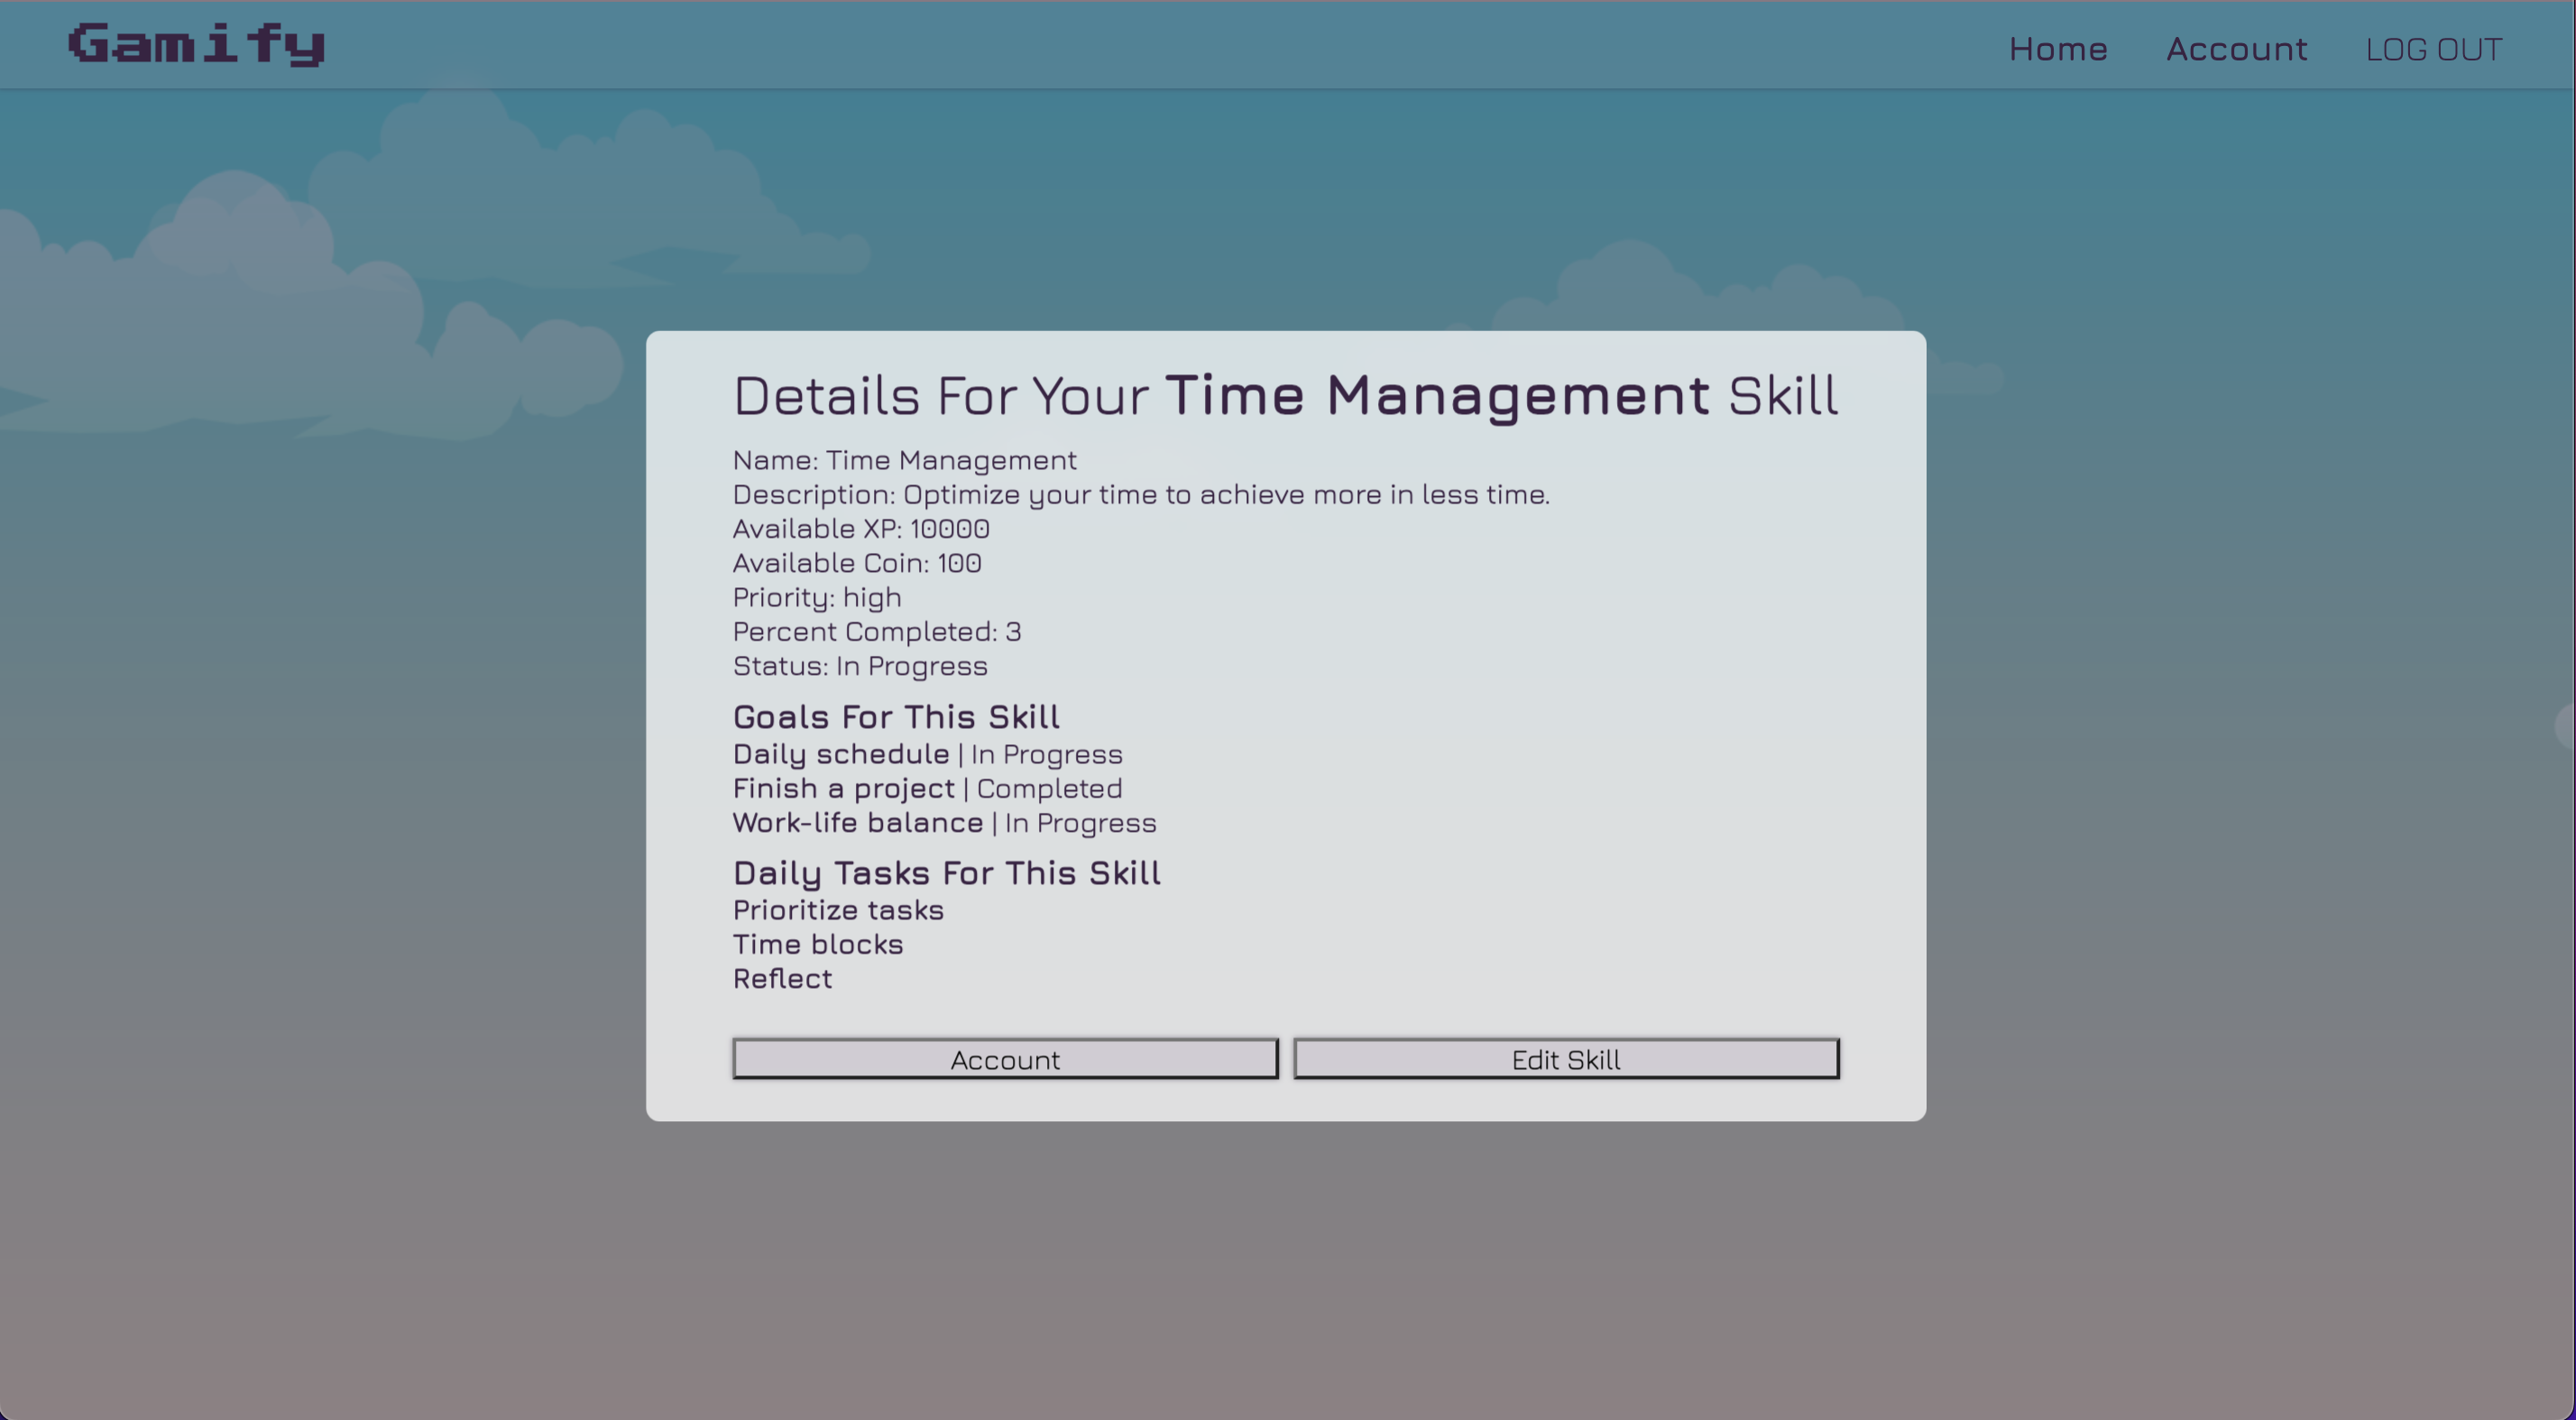 Gamify
Home Account LOG OUT
Details For Your Time Management Skill
Name: Time Management
Description: Optimize your time to achieve more in less time.
Available XP: 10000
Available Coin: 100
Priority: high
Percent Completed: 3
Status: In Progress
Goals For This Skill
Daily schedule | In Progress
Finish a project | Completed
Work-life balance | In Progress
Daily Tasks For This Skill
Prioritize tasks
Time blocks
Reflect
Account Edit Skill